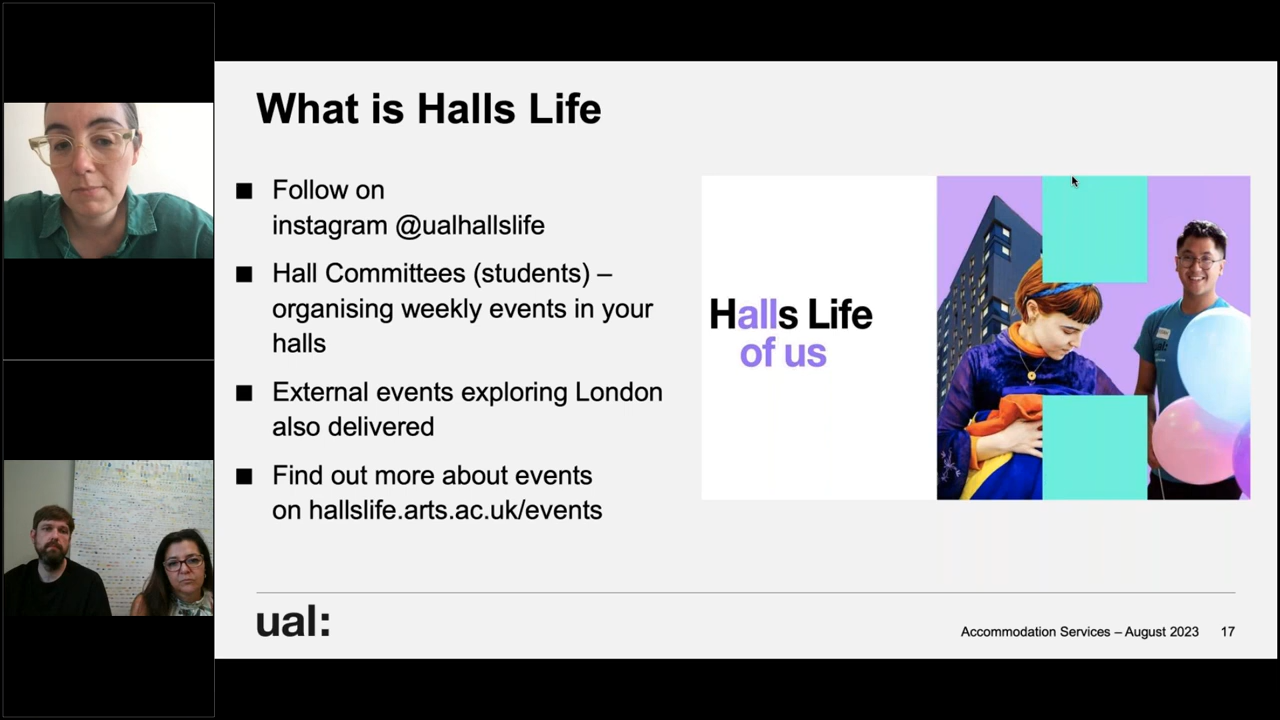 What is Halls Life
■ Follow on
instagram @ualhallslife
■ Hall Committees (students) –
organising weekly events in your
halls
■ External events exploring London
also delivered
■ Find out more about events
on hallslife.arts.ac.uk/events
Halls Life
of us
ual:
Accommodation Services – August 2023 17